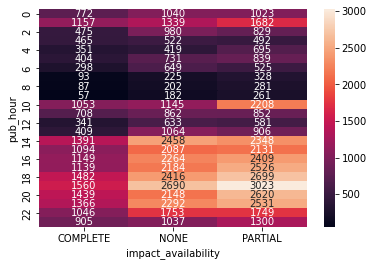 pub_hour
0 772 1040 1023
1157 1339 1682
2 475 980 829
465 522 492
4 351 419 695
404 731 839
6 298 649 525
93 225 328
8 87 202 281
57 182 261
10 1053 1145 2208
708 862 852
12 341 633 581
409 1064 906
14 1391 2458 2348
1094 2087 2131
16 1149 2264 2409
1139 2184 2526
18 1482 2416 2699
1560 2690 3023
20 1439 2148 2620
1366 2292 2531
22 1046 1753 1749
905 1037 1300
COMPLETE NONE PARTIAL
impact_availability
3000
2500
2000
1500
1000
500